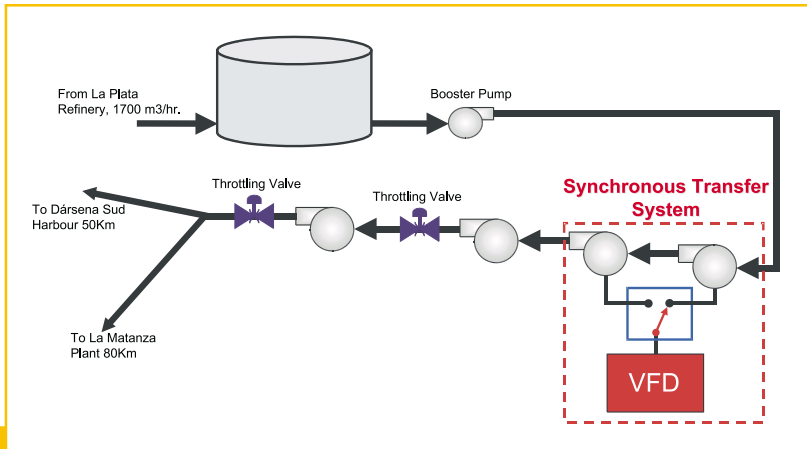 From La Plata
Refinery, 1700 m3/hr.
Booster Pump
Synchronous Transfer
System
Throttling Valve
Throttling Valve
To Dársena Sud
Harbour 50Km
To La Matanza
Plant 80Km
VFD